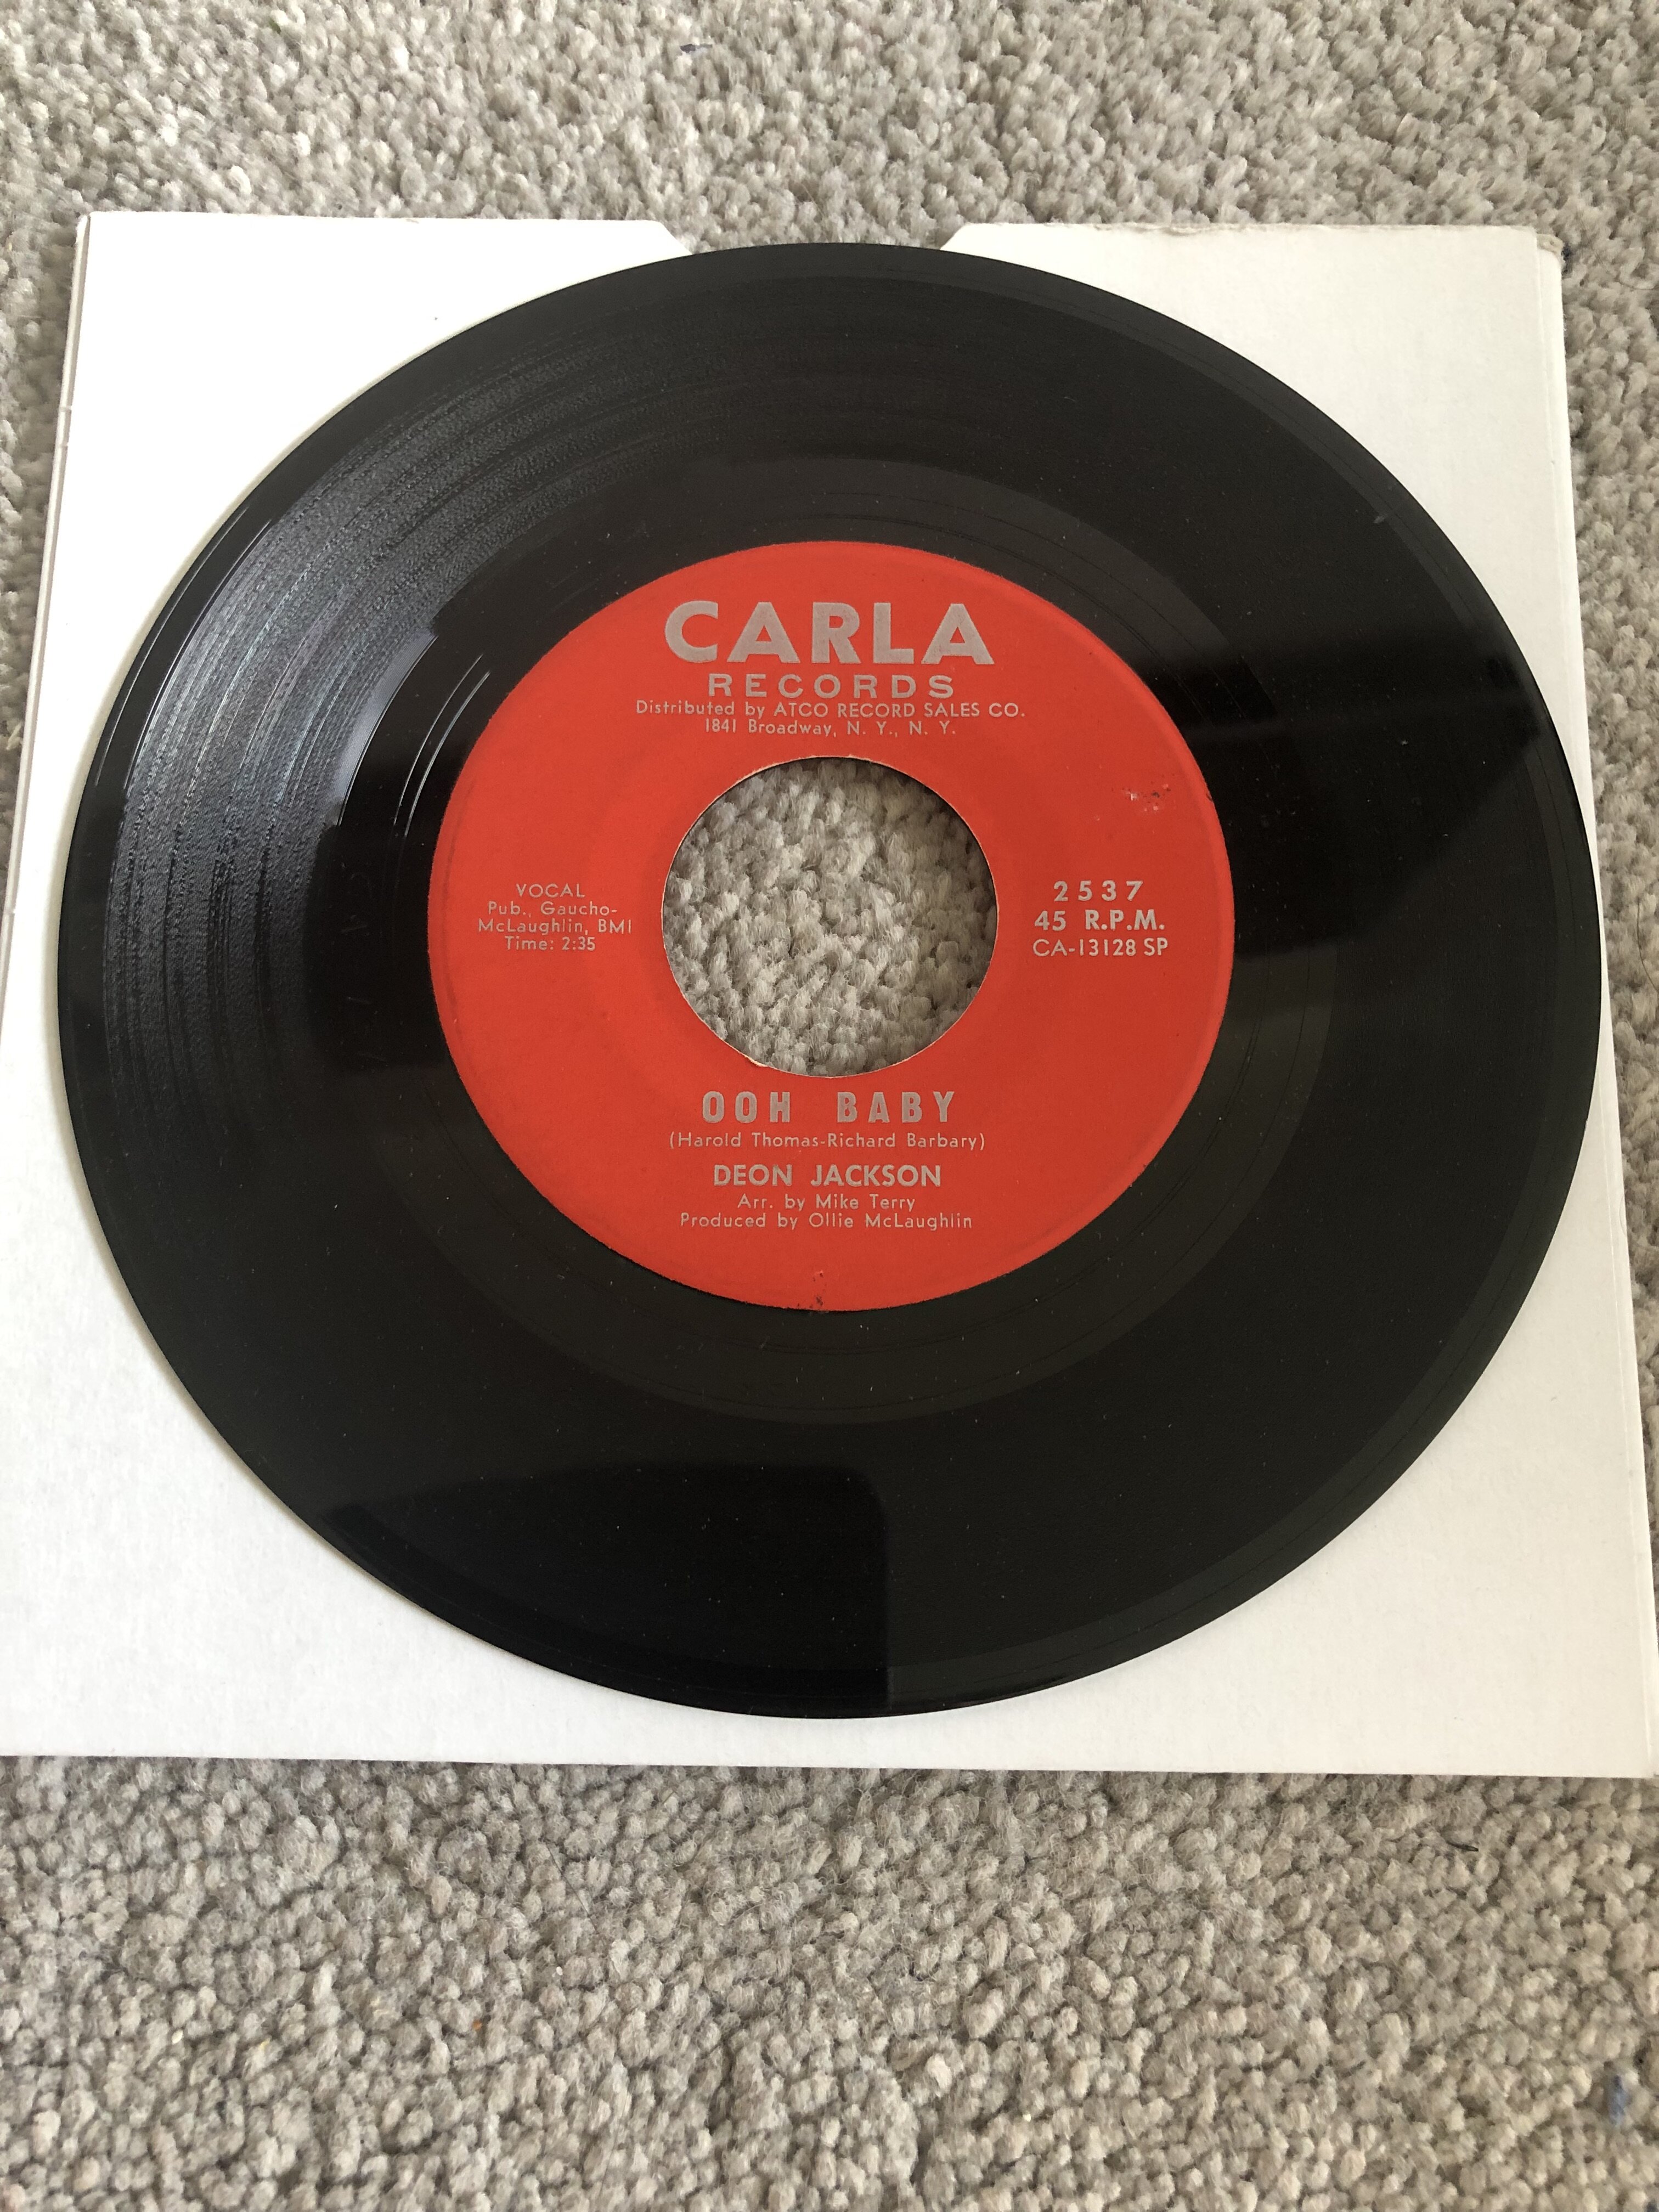 CARLA
RECORDS
Distributed by ATCO RECORD SALES CO.
1841 Broadway, N. Y., N. Y.
VOCAL
Pub., Gaucho-
McLaughlin, BMI
Time: 2:35
2537
45 R.P.M.
CA-13128 SP
OOH BABY
(Harold Thomas-Richard Barbary)
DEON JACKSON
Arr. by Mike Terry
Produced by Ollie McLaughlin